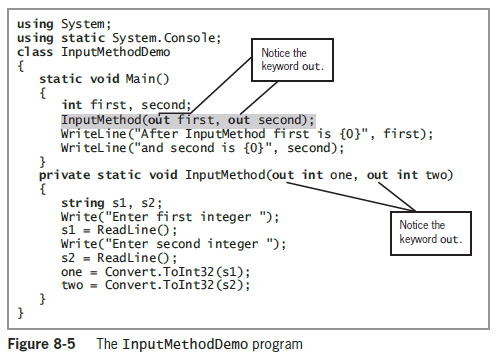 using System;
using static System.Console;
class InputMethodDemo
{
static void Main()
{
int first, second;
InputMethod(out first, out second);
WriteLine("After InputMethod first is {0}", first);
WriteLine("and second is {0}", second);
}
private static void InputMethod(out int one, out int two)
{
string s1, s2;
Write("Enter first integer ");
s1 = ReadLine();
Write("Enter second integer ");
s2 = ReadLine();
one = Convert.ToInt32(s1);
two = Convert.ToInt32(s2);
}
}
Notice the
keyword out.
Notice the
keyword out.
Figure 8-5 The InputMethodDemo program